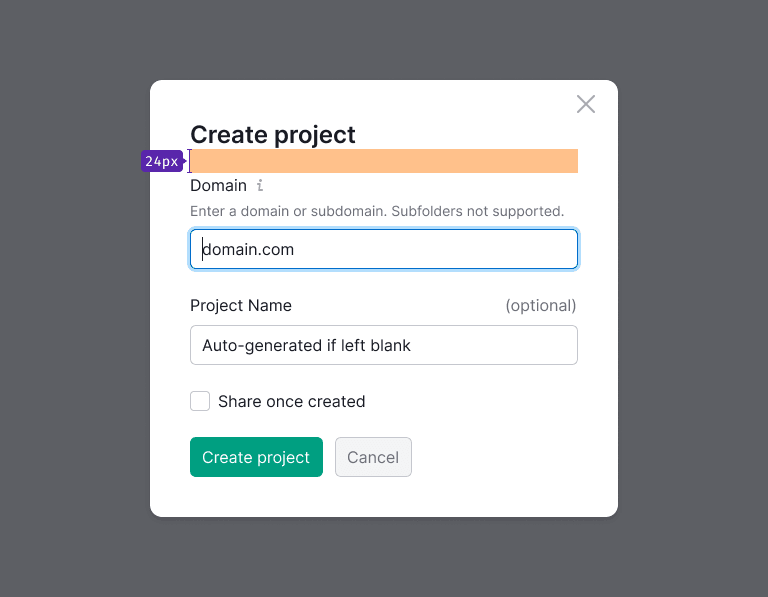 Create project
24px
Domain i
Enter a domain or subdomain. Subfolders not supported.
domain.com
Project Name (optional)
Auto-generated if left blank
Share once created
Create project Cancel